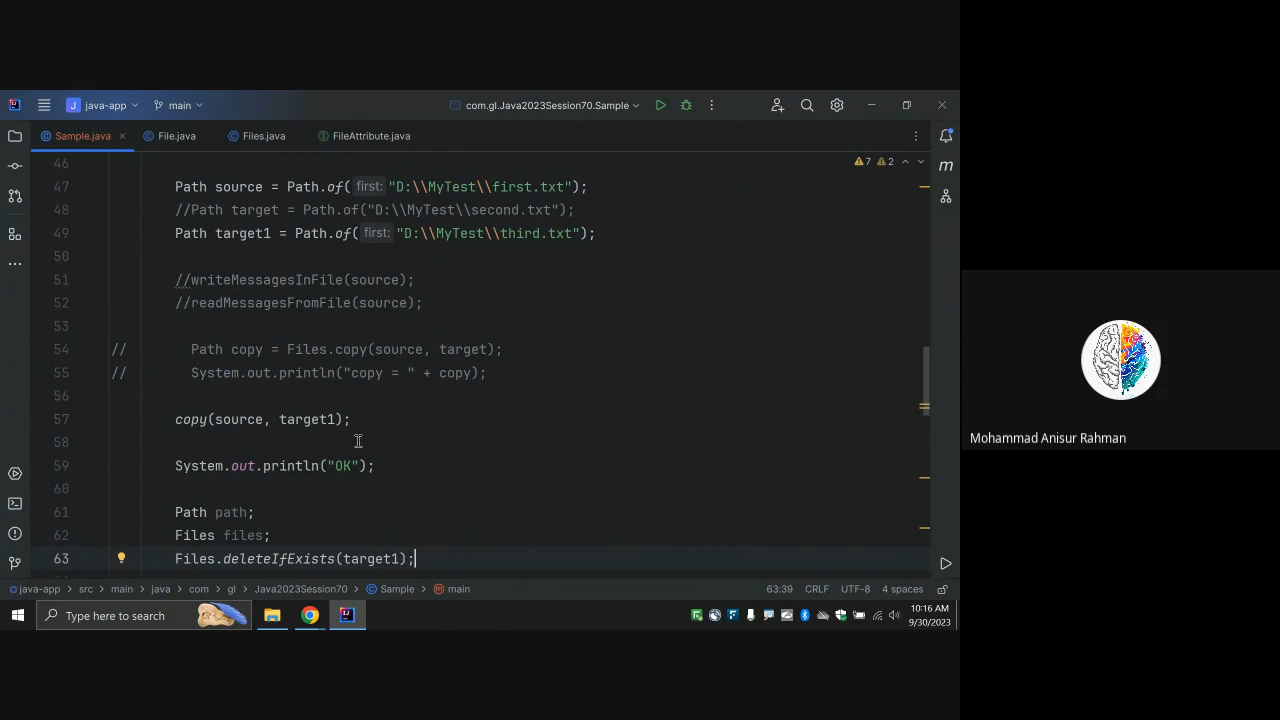 J java-app
main
com.gl.Java2023Session70.Sample
Sample.java
File.java
Files.java
FileAttribute.java
46
7 2
47 Path source = Path.of( first: "D:\\MyTest\\first.txt");
48 //Path target = Path.of("D:\\MyTest\\second.txt");
49 Path target1 = Path.of( first: "D:\\MyTest\\third.txt");
50
51 //writeMessagesInFile(source);
52 //readMessagesFromFile(source);
53
54 // Path copy = Files.copy(source, target);
55 // System.out.println("copy = " + copy);
56
57 copy(source, target1);
58
59 System.out.println("OK");
60
61 Path path;
62 Files files;
63 Files.deleteIfExists(target1);
m
Mohammad Anisur Rahman
java-app > src > main > java > com > gl > Java2023Session70 > Sample > main
63:39 CRLF UTF-8 4 spaces
Type here to search
10:16 AM
9/30/2023